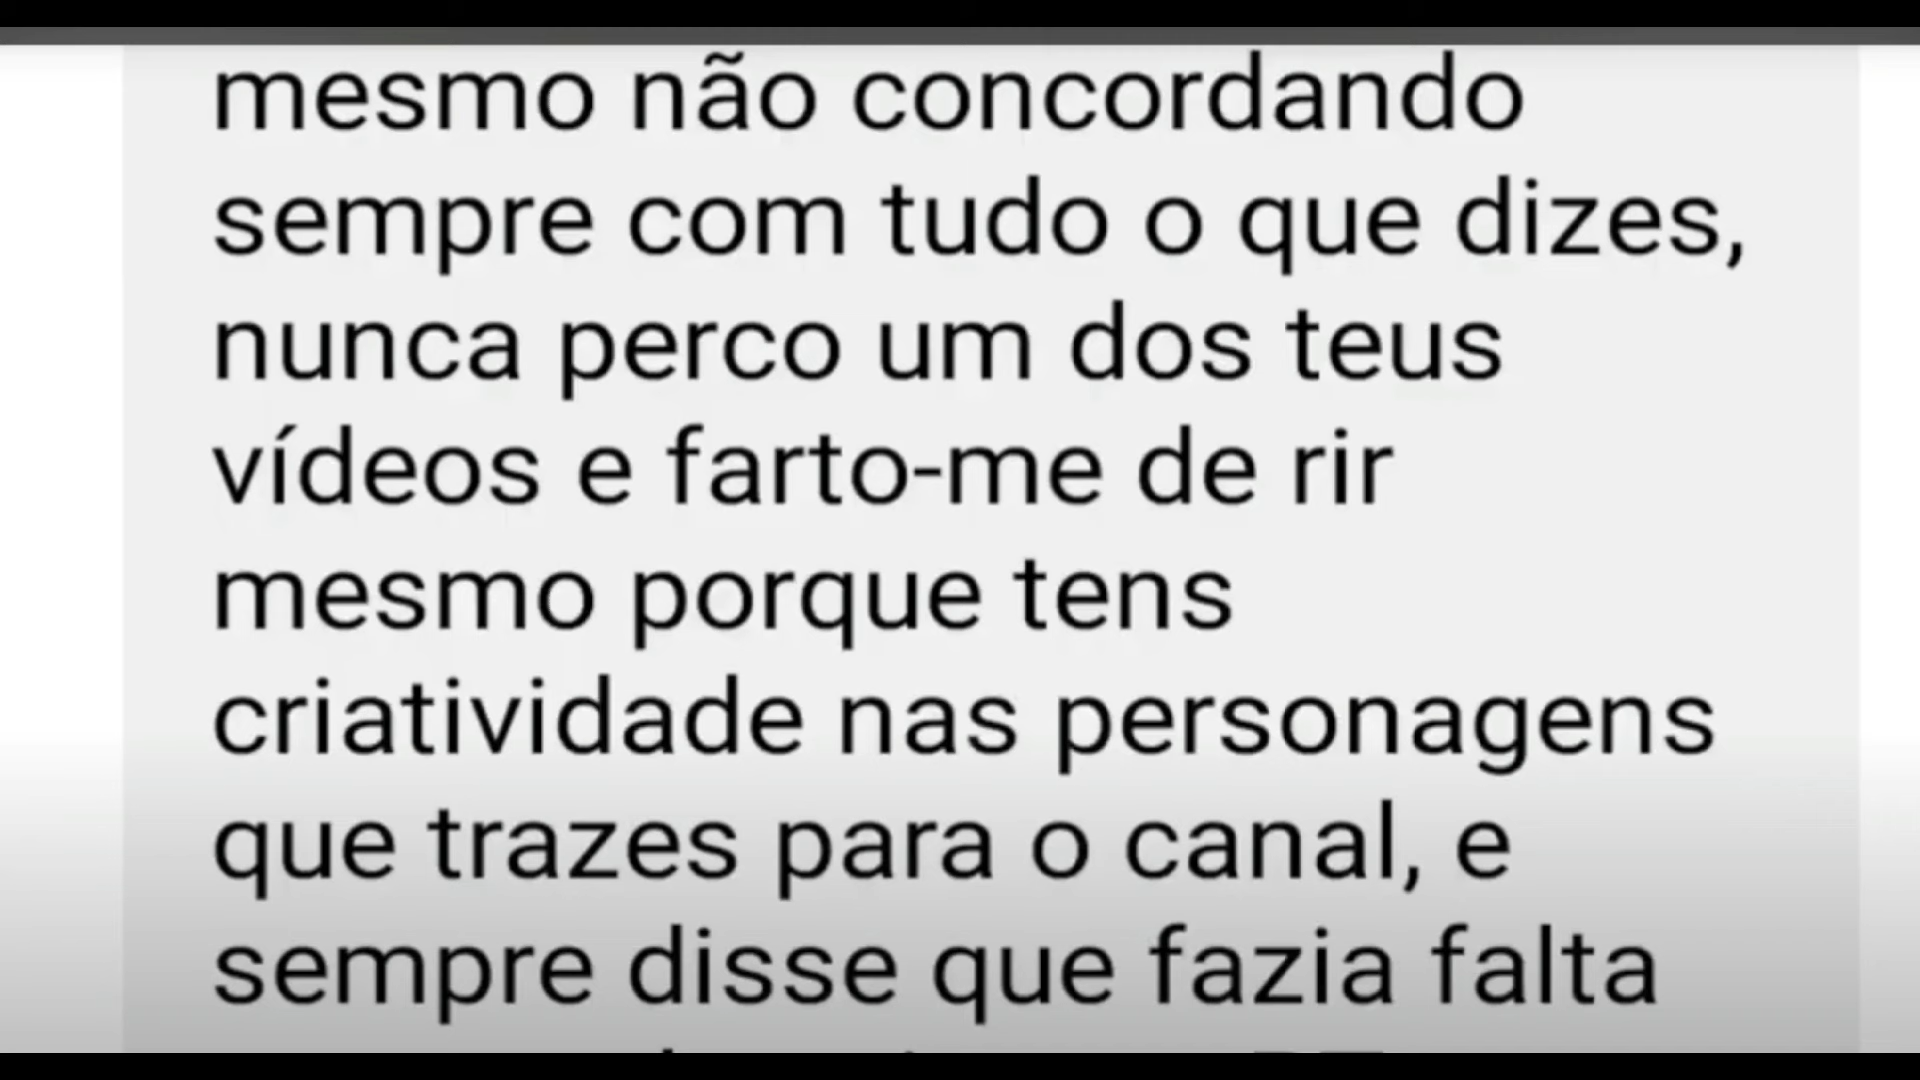 mesmo não concordando
sempre com tudo o que dizes,
nunca perco um dos teus
vídeos e farto-me de rir
mesmo porque tens
criatividade nas personagens
que trazes para o canal, e
sempre disse que fazia falta